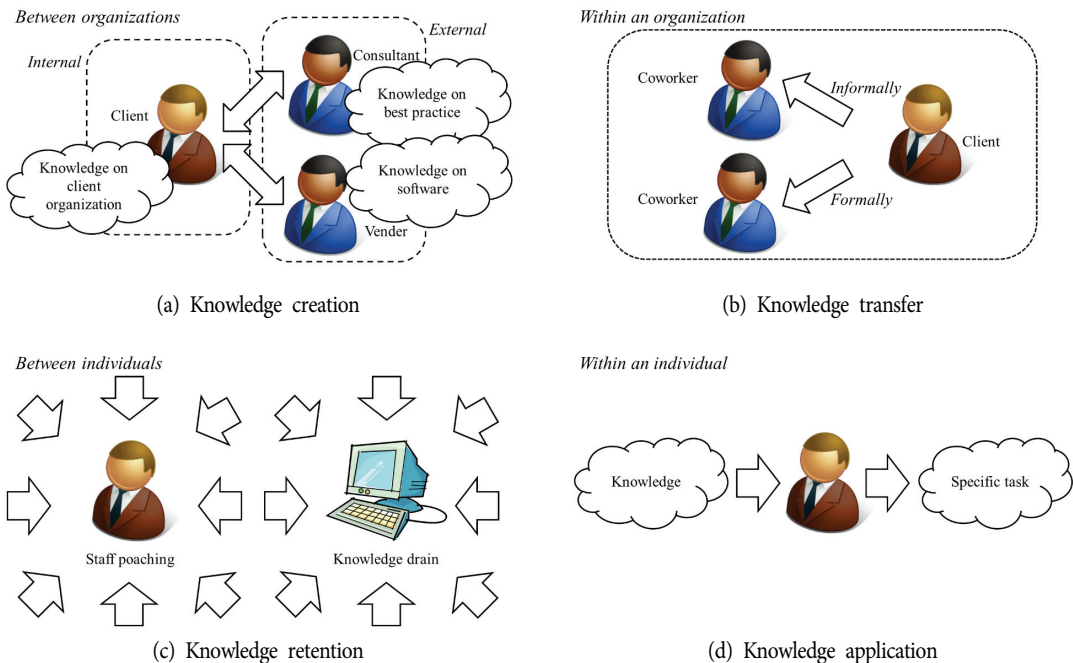 Between organizations
Internal
External
Client
Consultant
Knowledge on
best practice
Knowledge on
client
organization
Knowledge on
software
Vender
(a) Knowledge creation
Within an organization
Coworker
Informally
Client
Coworker
Formally
(b) Knowledge transfer
Between individuals
Staff poaching
Knowledge drain
(c) Knowledge retention
Within an individual
Knowledge
Specific task
(d) Knowledge application